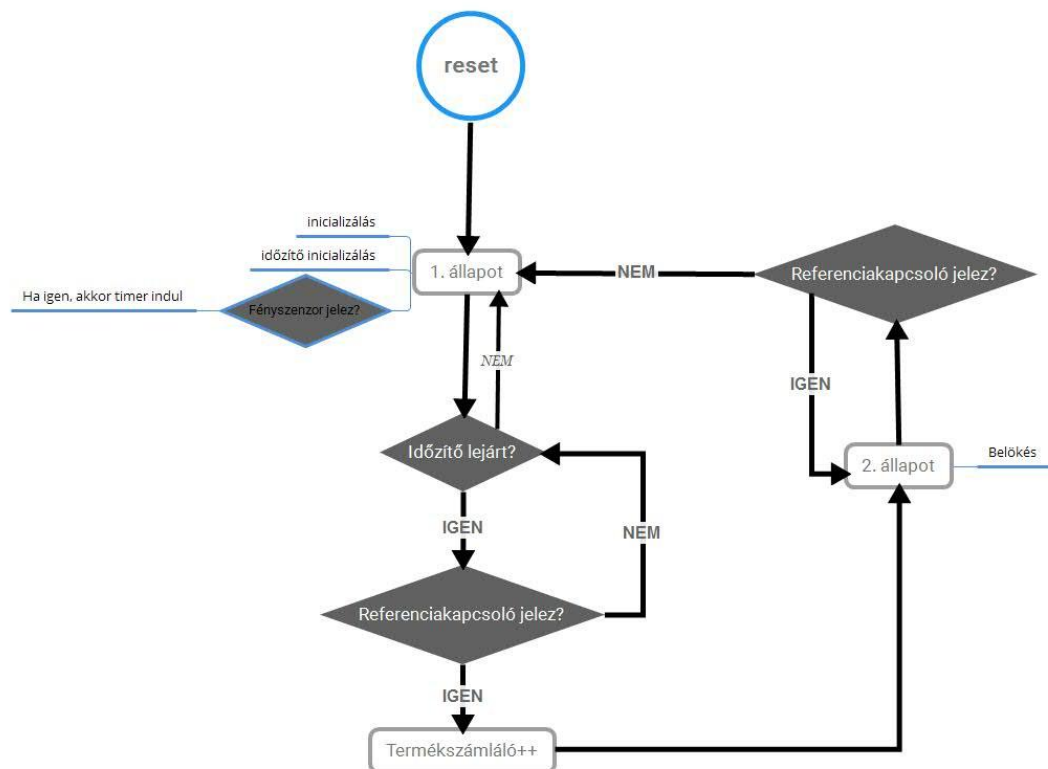 reset
inicializálás
időzítő inicializálás
Ha igen, akkor timer indul
Fényszenzor jelez?
1. állapot
NEM
Referenciakapcsoló jelez?
NEM
IGEN
Időzítő lejárt?
2. állapot
Belökés
IGEN
NEM
Referenciakapcsoló jelez?
IGEN
Termékszámláló++